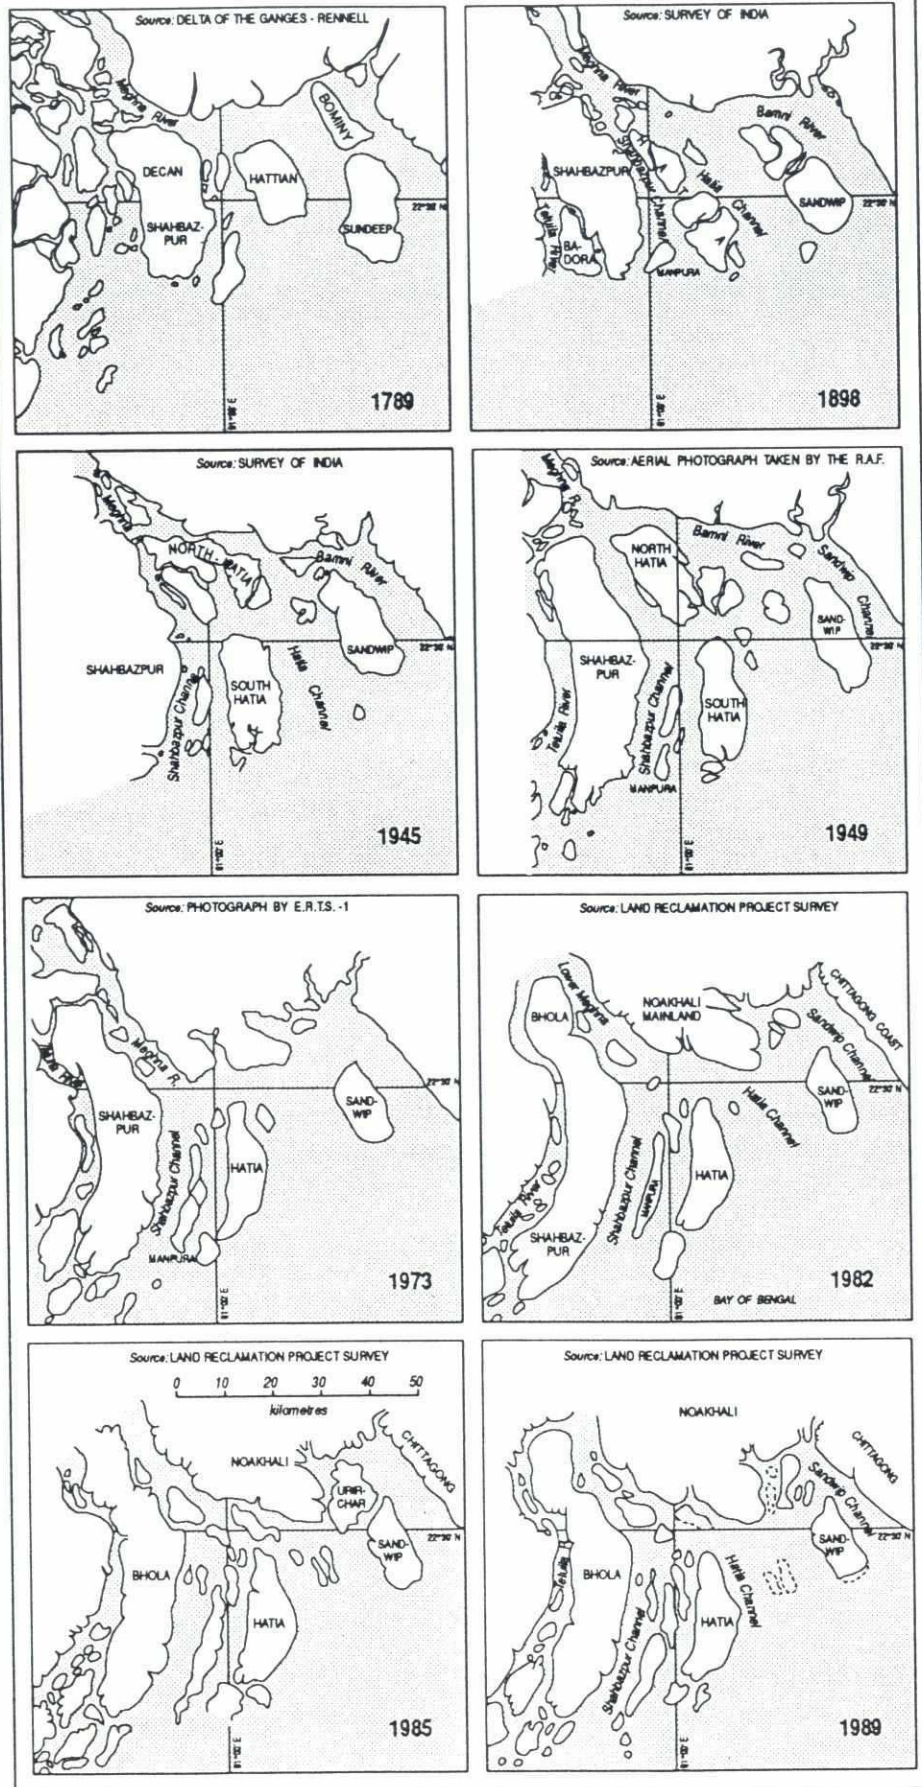 Source: DELTA OF THE GANGES - RENNELL
Meghna River
BOMINY
DECAN
HATTIAN
22°30' N
SHAHBAZ-
PUR
SUNDEEP
1789
Source: SURVEY OF INDIA
Meghna River
Bamni River
SHAHBAZPUR
Shahbazpur Channel
Hatia Channel
SANDWIP
22°30' N
Tetulia River
BA-
DORA
MANPURA
1898
Source: SURVEY OF INDIA
Meghna
NORTH HATIA
Bamni River
SANDWIP
22°30' N
SHAHBAZPUR
SOUTH
HATIA
Hatia Channel
Shahbazpur Channel
1945
Source: AERIAL PHOTOGRAPH TAKEN BY THE R.A.F.
Meghna R.
NORTH
HATIA
Bamni River
Sandwip Channel
SAND-
WIP
22°30' N
SHAHBAZ-
PUR
SOUTH
HATIA
Tetulia River
Shahbazpur Channel
MANPURA
1949
Source: PHOTOGRAPH BY E.R.T.S. -1
Meghna R.
22°30' N
SAND-
WIP
SHAHBAZ-
PUR
Shahbazpur Channel
HATIA
MANPURA
1973
Source: LAND RECLAMATION PROJECT SURVEY
Lower Meghna
BHOLA
NOAKHALI
MAINLAND
CHITTAGONG COAST
Sandwip Channel
22°30' N
SAND-
WIP
Hatia Channel
Shahbazpur Channel
MANPURA
HATIA
Tetulia River
SHAHBAZ-
PUR
1982
BAY OF BENGAL
Source: LAND RECLAMATION PROJECT SURVEY
0 10 20 30 40 50
kilometres
NOAKHALI
CHITTAGONG
URIR-
CHAR
22°30' N
SAND-
WIP
BHOLA
HATIA
1985
Source: LAND RECLAMATION PROJECT SURVEY
NOAKHALI
CHITTAGONG
Sandwip Channel
22°30' N
SAND-
WIP
Tetulia
BHOLA
Hatia Channel
HATIA
Shahbazpur Channel
1989